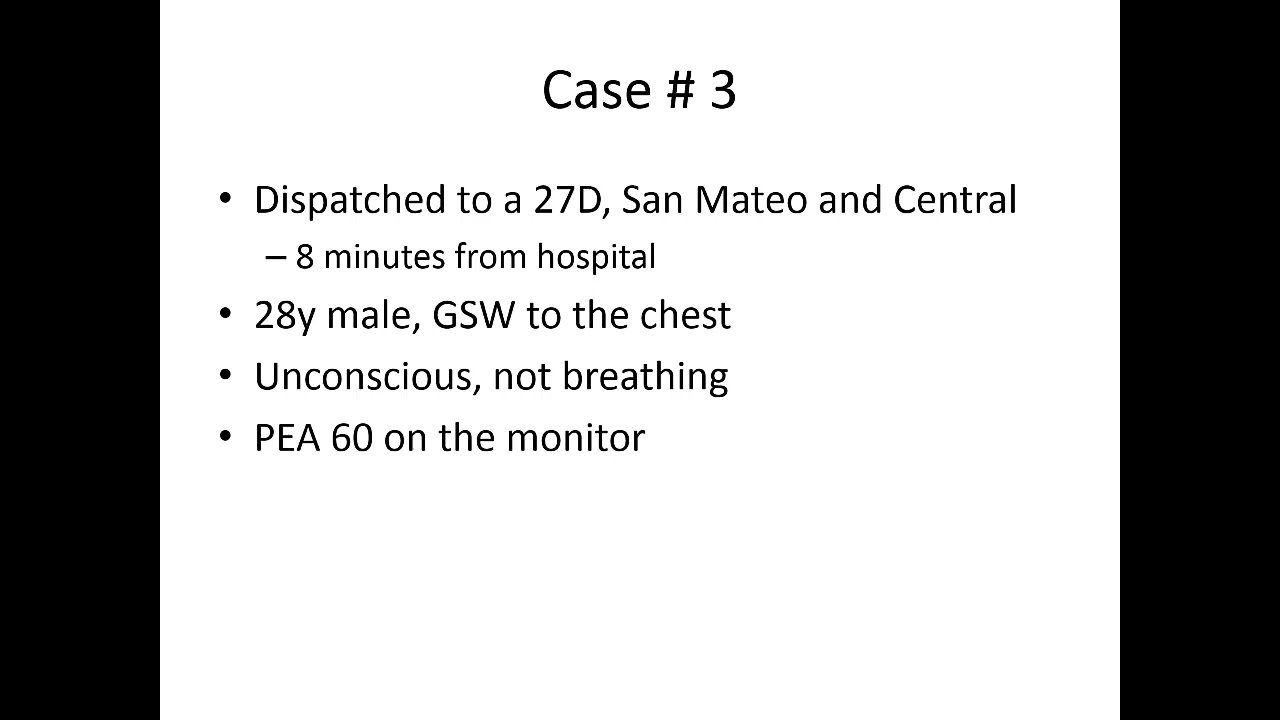 Case # 3
• Dispatched to a 27D, San Mateo and Central
– 8 minutes from hospital
• 28y male, GSW to the chest
• Unconscious, not breathing
• PEA 60 on the monitor